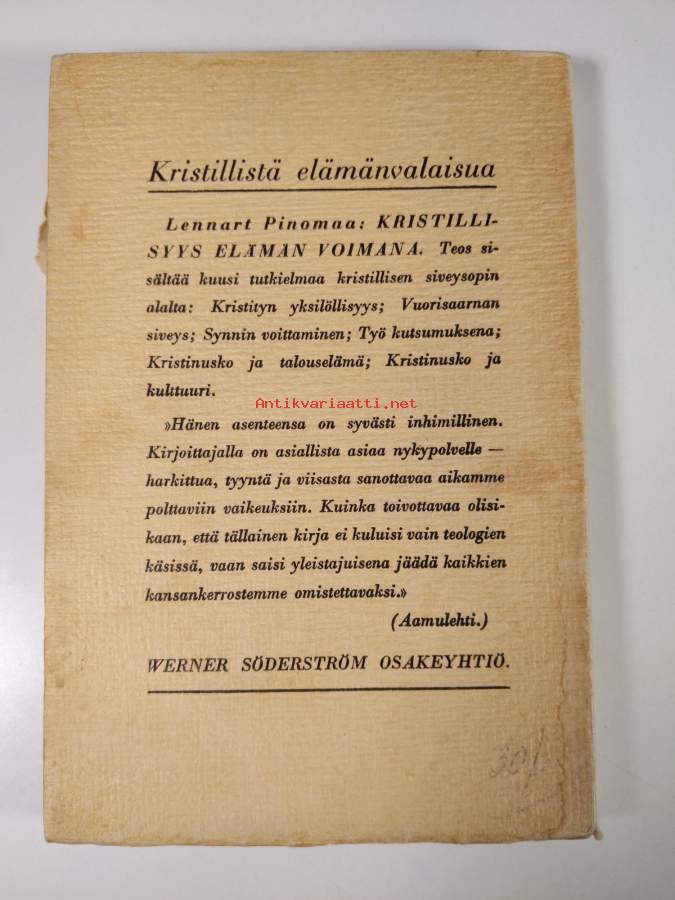 Kristillistä elämänvalaisua
Lennart Pinomaa: KRISTILLI-
SYYS ELÄMÄN VOIMANA. Teos si-
sältää kuusi tutkielmaa kristillisen siveysopin
alalta: Kristityn yksilöllisyys; Vuorisaarnan
siveys; Synnin voittaminen; Työ kutsumuksena;
Kristinusko ja talouselämä; Kristinusko ja
kulttuuri.
Antikvariaatti.net
»Hänen asenteensa on syvästi inhimillinen.
Kirjoittajalla on asiallista asiaa nykypolvelle —
harkittua, tyyntä ja viisasta sanottavaa aikamme
polttaviin vaikeuksiin. Kuinka toivottavaa olisi-
kaan, että tällainen kirja ei kuluisi vain teologien
käsissä, vaan saisi yleistajuisena jäädä kaikkien
kansankerrostemme omistettavaksi.»
(Aamulehti.)
WERNER SÖDERSTRÖM OSAKEYHTIÖ.